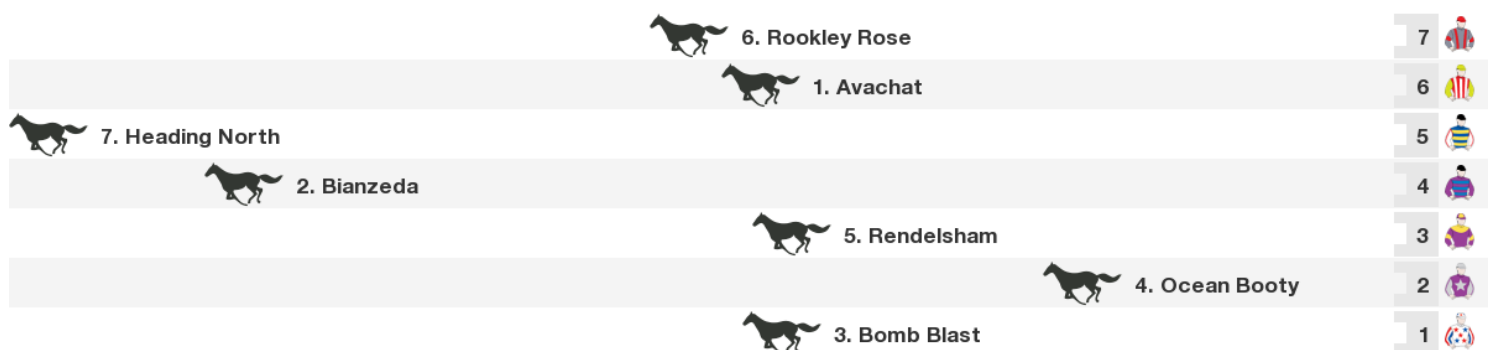 6. Rookley Rose 7
1. Avachat 6
7. Heading North 5
2. Bianzeda 4
5. Rendelsham 3
4. Ocean Booty 2
3. Bomb Blast 1